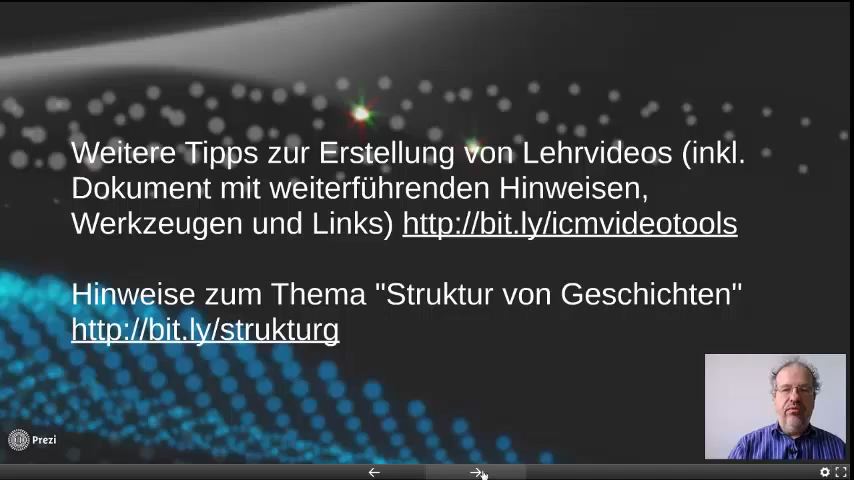 Weitere Tipps zur Erstellung von Lehrvideos (inkl.
Dokument mit weiterführenden Hinweisen,
Werkzeugen und Links) http://bit.ly/icmvideotools
Hinweise zum Thema "Struktur von Geschichten"
http://bit.ly/strukturg
Prezi